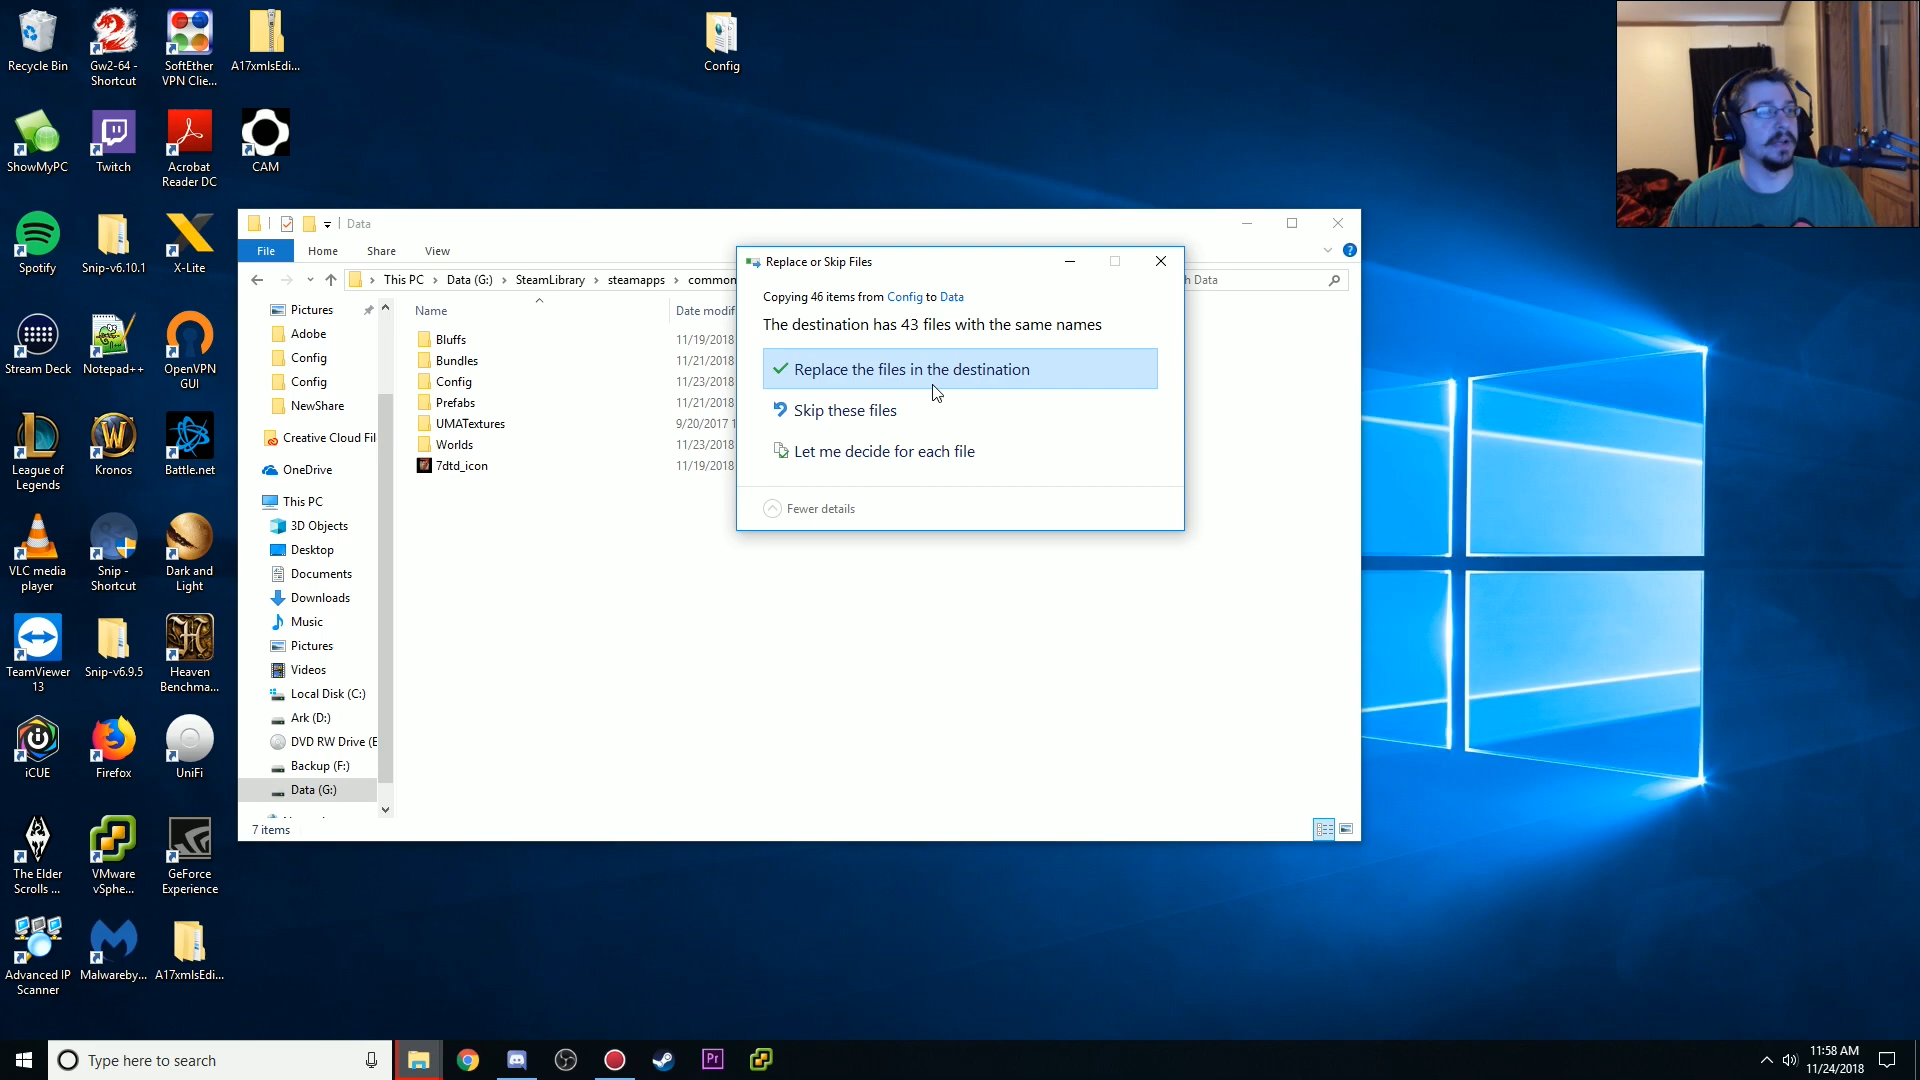 Recycle Bin
Gw2-64 -
Shortcut
SoftEther
VPN Clie...
A17xmlsEdi...
Config
ShowMyPC
Twitch
Acrobat
Reader DC
CAM
Spotify
Snip-v6.10.1
X-Lite
Stream Deck
Notepad++
OpenVPN
GUI
League of
Legends
Kronos
Battle.net
VLC media
player
Snip -
Shortcut
Dark and
Light
TeamViewer
13
Snip-v6.9.5
Heaven
Benchma...
iCUE
Firefox
UniFi
The Elder
Scrolls ...
VMware
vSphe...
GeForce
Experience
Advanced IP
Scanner
Malwareby...
A17xmlsEdi...
Data
File Home Share View
This PC > Data (G:) > SteamLibrary > steamapps > common
h Data
Pictures
Adobe
Config
Config
NewShare
Creative Cloud Fil
OneDrive
This PC
3D Objects
Desktop
Documents
Downloads
Music
Pictures
Videos
Local Disk (C:)
Ark (D:)
DVD RW Drive (E
Backup (F:)
Data (G:)
Name Date modif
Bluffs 11/19/2018
Bundles 11/21/2018
Config 11/23/2018
Prefabs 11/21/2018
UMATextures 9/20/2017 1
Worlds 11/23/2018
7dtd_icon 11/19/2018
7 items
Replace or Skip Files
Copying 46 items from Config to Data
The destination has 43 files with the same names
Replace the files in the destination
Skip these files
Let me decide for each file
Fewer details
Type here to search
Pr
11:58 AM
11/24/2018